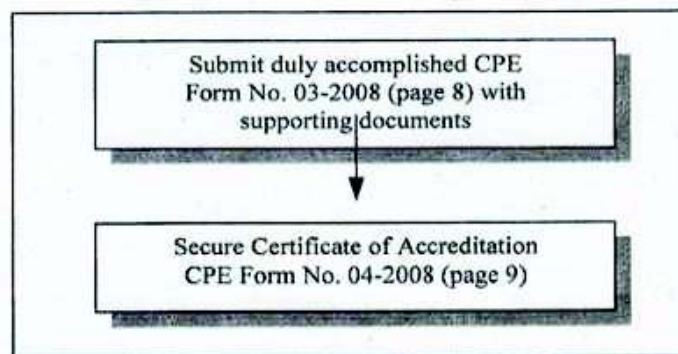 Submit duly accomplished CPE
Form No. 03-2008 (page 8) with
supporting documents
Secure Certificate of Accreditation
CPE Form No. 04-2008 (page 9)